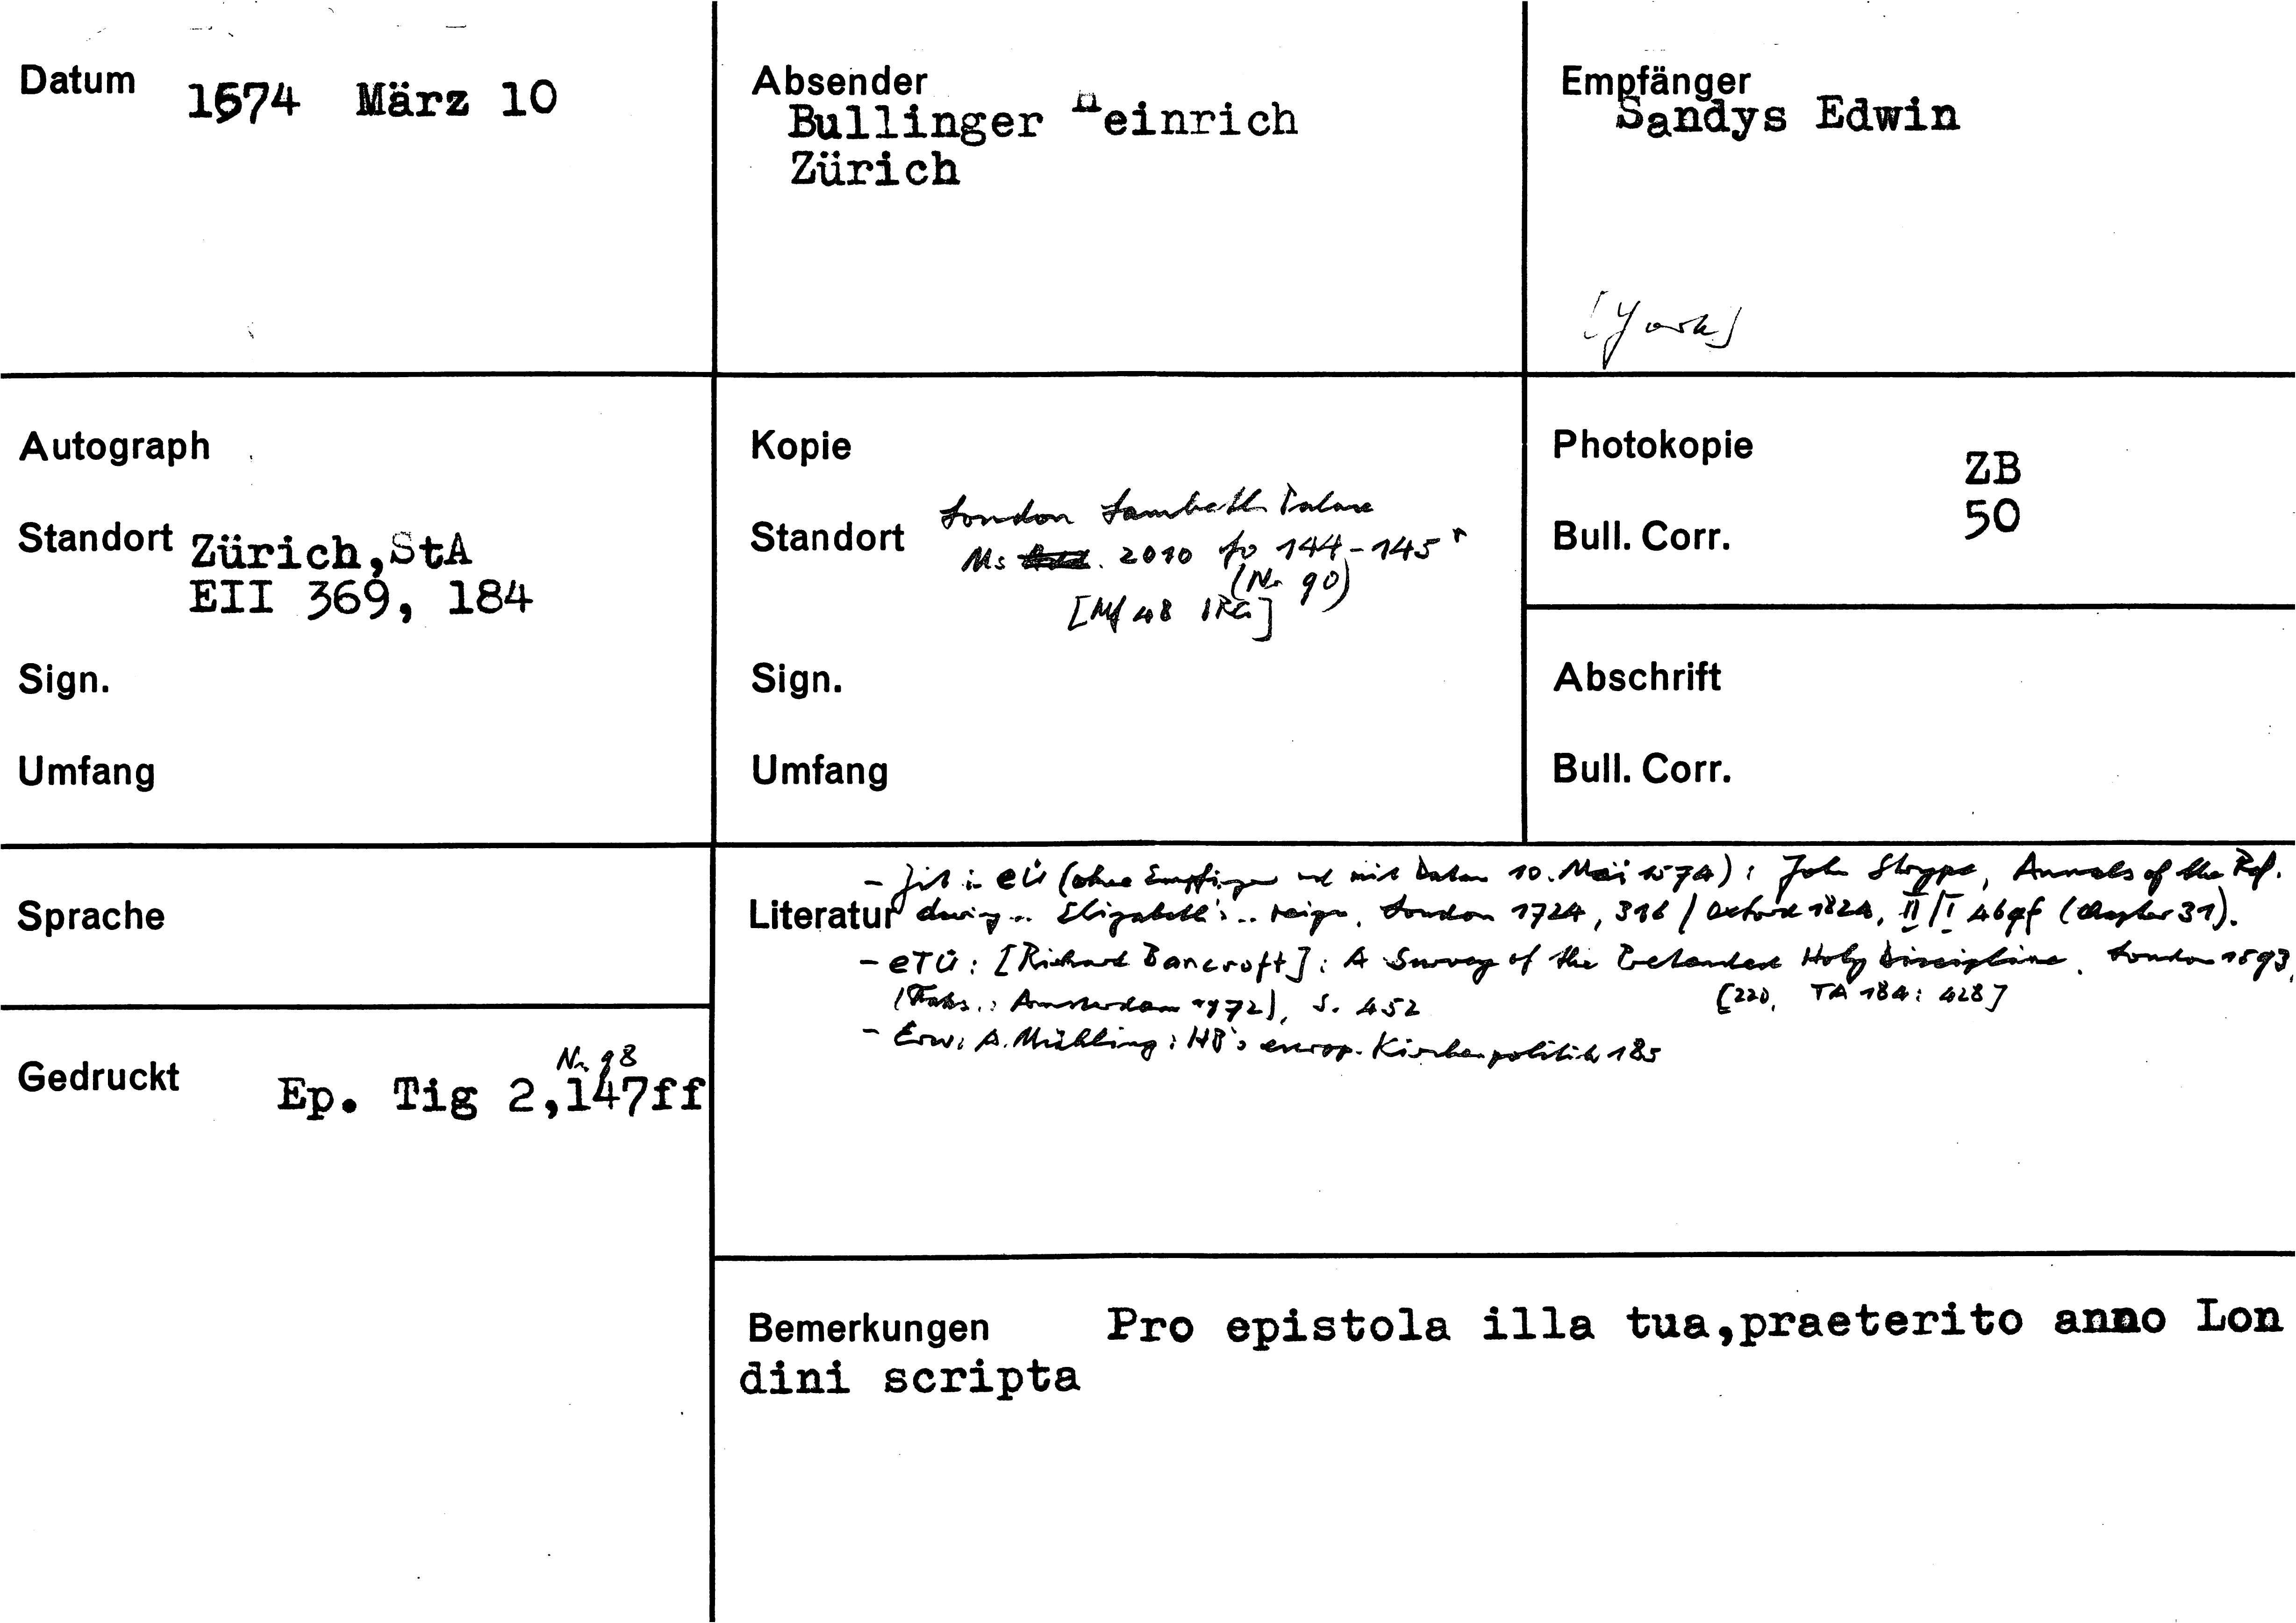 Datum 1574 März 10
Absender
Bullinger Heinrich
Zürich
Empfänger
Sandys Edwin
[York]
Autograph
Standort Zürich,StA
EII 369, 184
Sign.
Umfang
Kopie
Standort London Lambeth Palace
Ms 2010 fo 144-145 r
(Nr. 90)
[Mf 48 IRG]
Sign.
Umfang
Photokopie ZB
Bull. Corr. 50
Abschrift
Bull. Corr.
Sprache
Gedruckt Nr. 98
Ep. Tig 2,147ff
- Zit in eÜ (ohne Empfänger und mit Datum 10. Mai 1574): John Strype, Annals of the Ref.
Literatur during .. Elizabeth's .. reign, London 1724, 316 / Oxford 1824, II/I 469f (Chapter 31).
- eTÜ: [Richard Bancroft]: A Survey of the Pretended Holy Discipline, London 1593,
(Faks.: Amsterdam 1972), S. 452 [220, TA 184: 428]
- Erw: A. Mühling: HB's europ. Kirchenpolitik 185
Bemerkungen Pro epistola illa tua,praeterito anno Lon
dini scripta